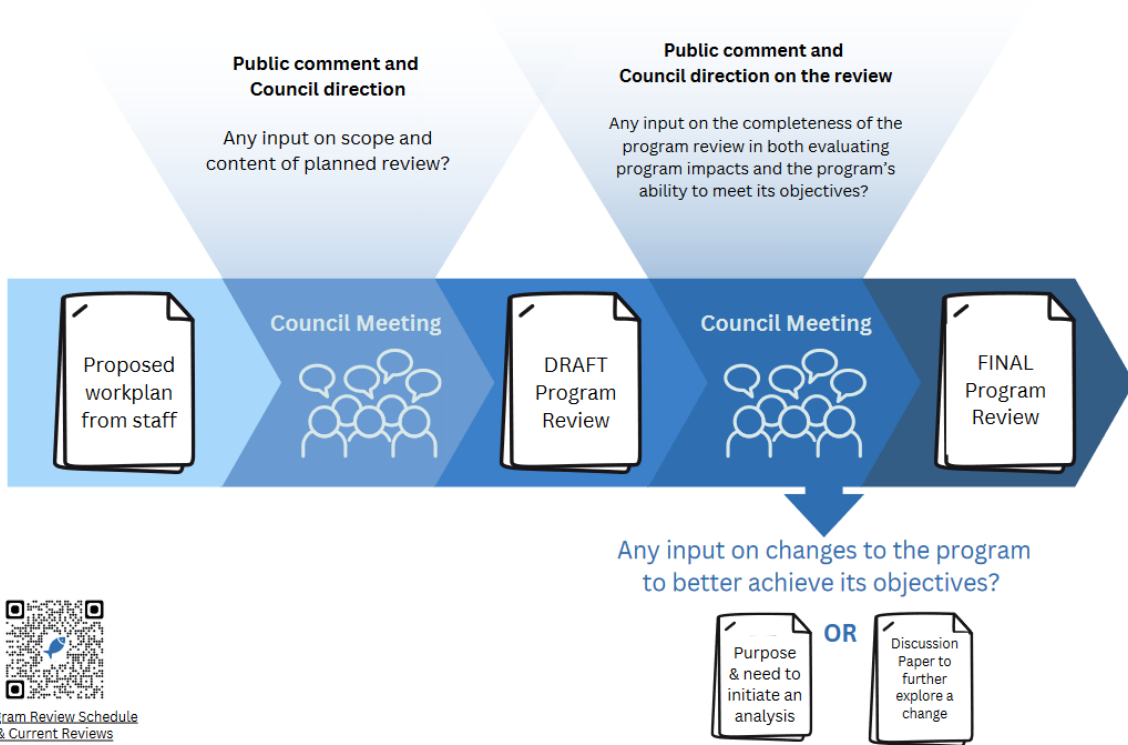 Public comment and
Council direction
Any input on scope and
content of planned review?
Public comment and
Council direction on the review
Any input on the completeness of the
program review in both evaluating
program impacts and the program's
ability to meet its objectives?
Proposed
workplan
from staff
Council Meeting
DRAFT
Program
Review
Council Meeting
FINAL
Program
Review
Any input on changes to the program
to better achieve its objectives?
Purpose
& need to
initiate an
analysis
OR
Discussion
Paper to
further
explore a
change
gram Review Schedule
& Current Reviews